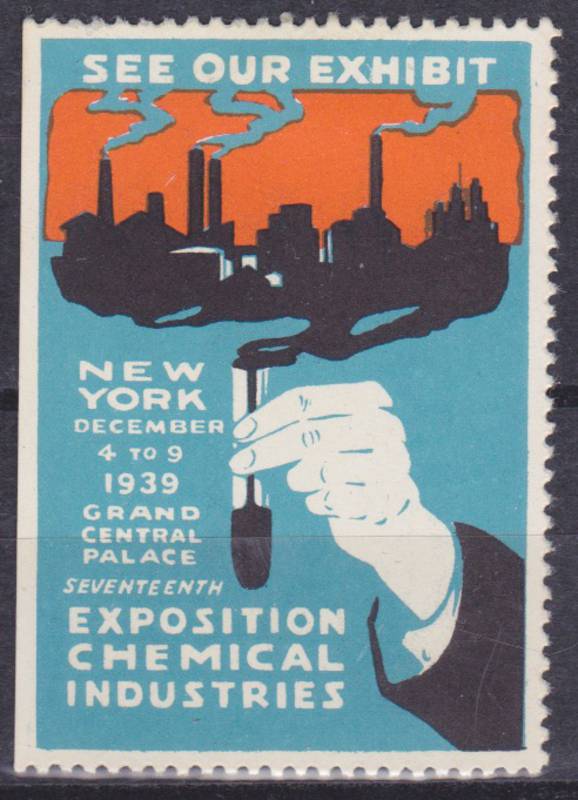 SEE OUR EXHIBIT
NEW
YORK
DECEMBER
4 TO 9
1939
GRAND
CENTRAL
PALACE
SEVENTEENTH
EXPOSITION
CHEMICAL
INDUSTRIES